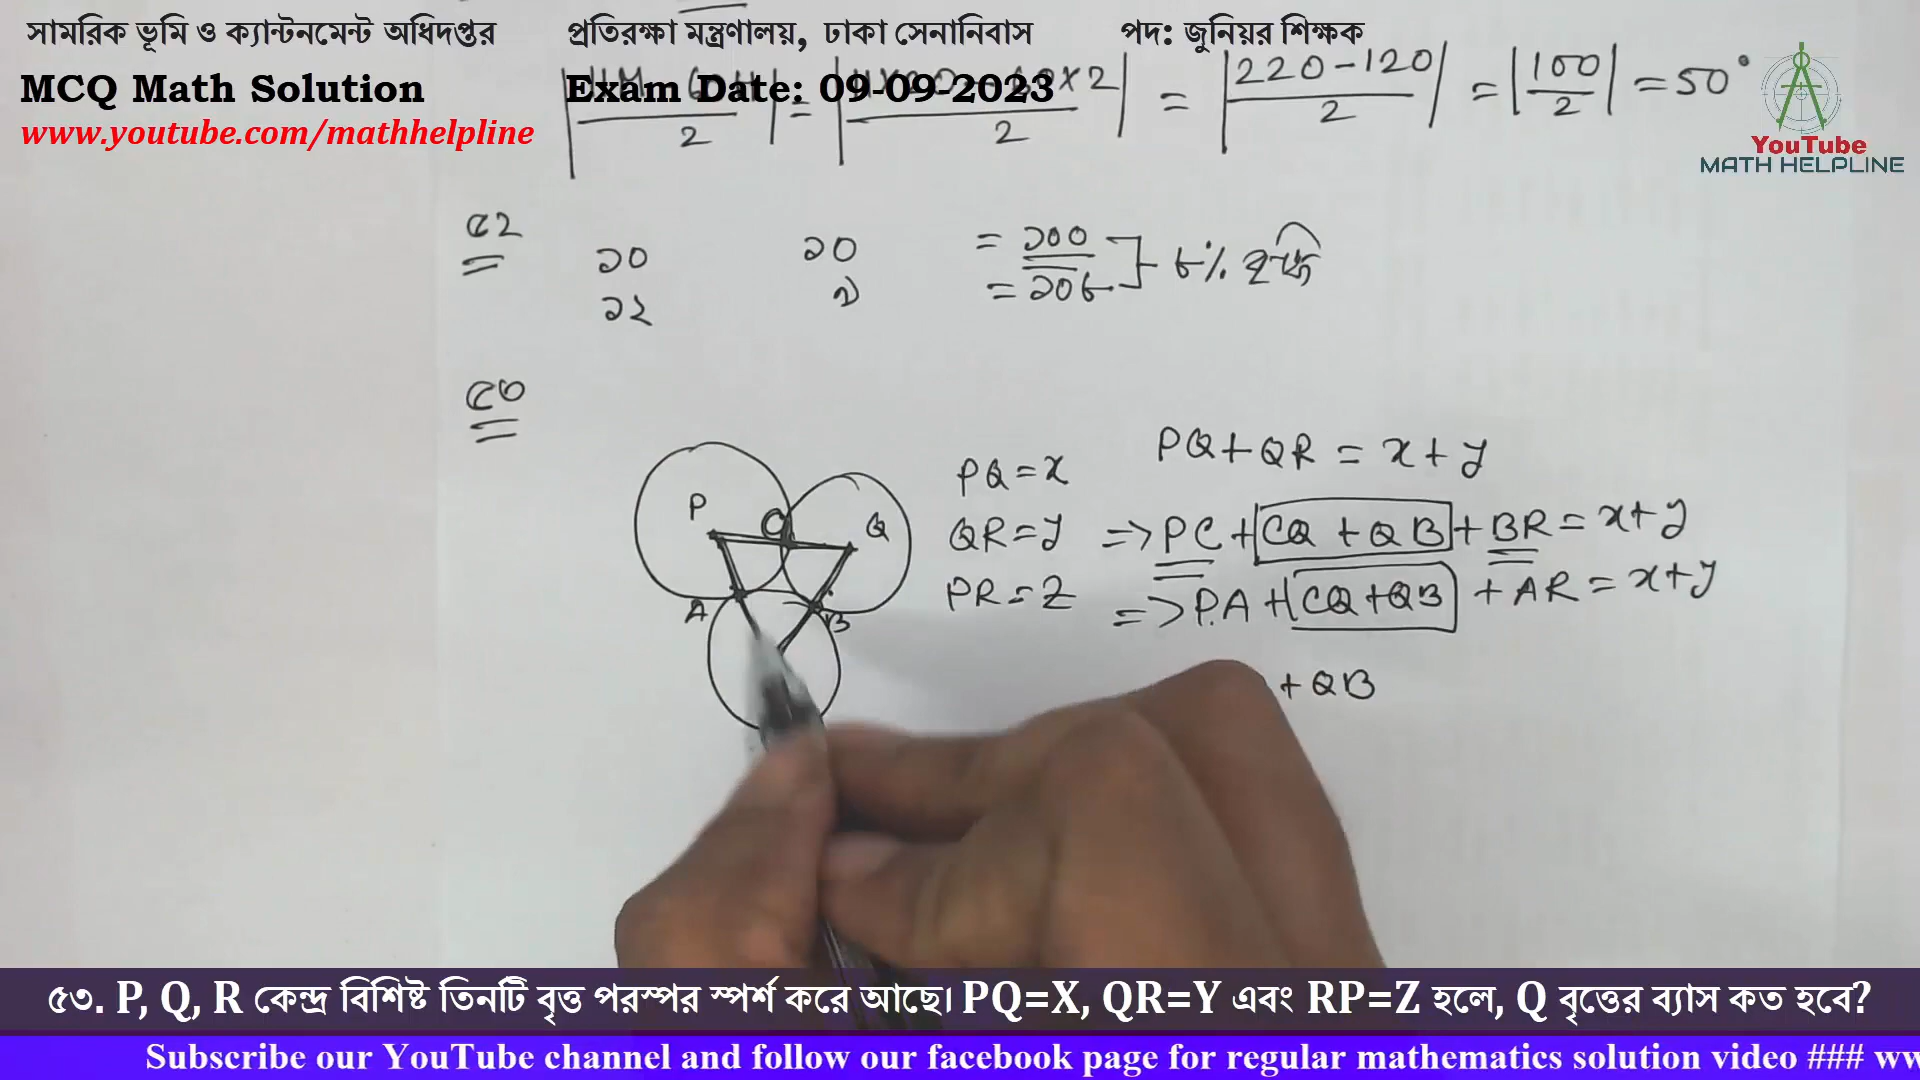 সামরিক ভূমি ও ক্যান্টনমেন্ট অধিদপ্তর প্রতিরক্ষা মন্ত্রণালয়, ঢাকা সেনানিবাস পদ: জুনিয়র শিক্ষক
MCQ Math Solution Exam Date: 09-09-2023
www.youtube.com/mathhelpline
= |220-120/2| = |100/2| = 50°
YouTube
MATH HELPLINE
৫২
১০ ১০ = ১০০
১২ ৯ = ১০৮
৮% বৃদ্ধি
৫৩
P Q C A B
PQ = x
QR = y
PR = z
PQ + QR = x + y
=> PC + CQ + QB + BR = x + y
=> PA + CQ + QB + AR = x + y
+ QB
৫৩. P, Q, R কেন্দ্র বিশিষ্ট তিনটি বৃত্ত পরস্পর স্পর্শ করে আছে। PQ=X, QR=Y এবং RP=Z হলে, Q বৃত্তের ব্যাস কত হবে?
Subscribe our YouTube channel and follow our facebook page for regular mathematics solution video ### ww